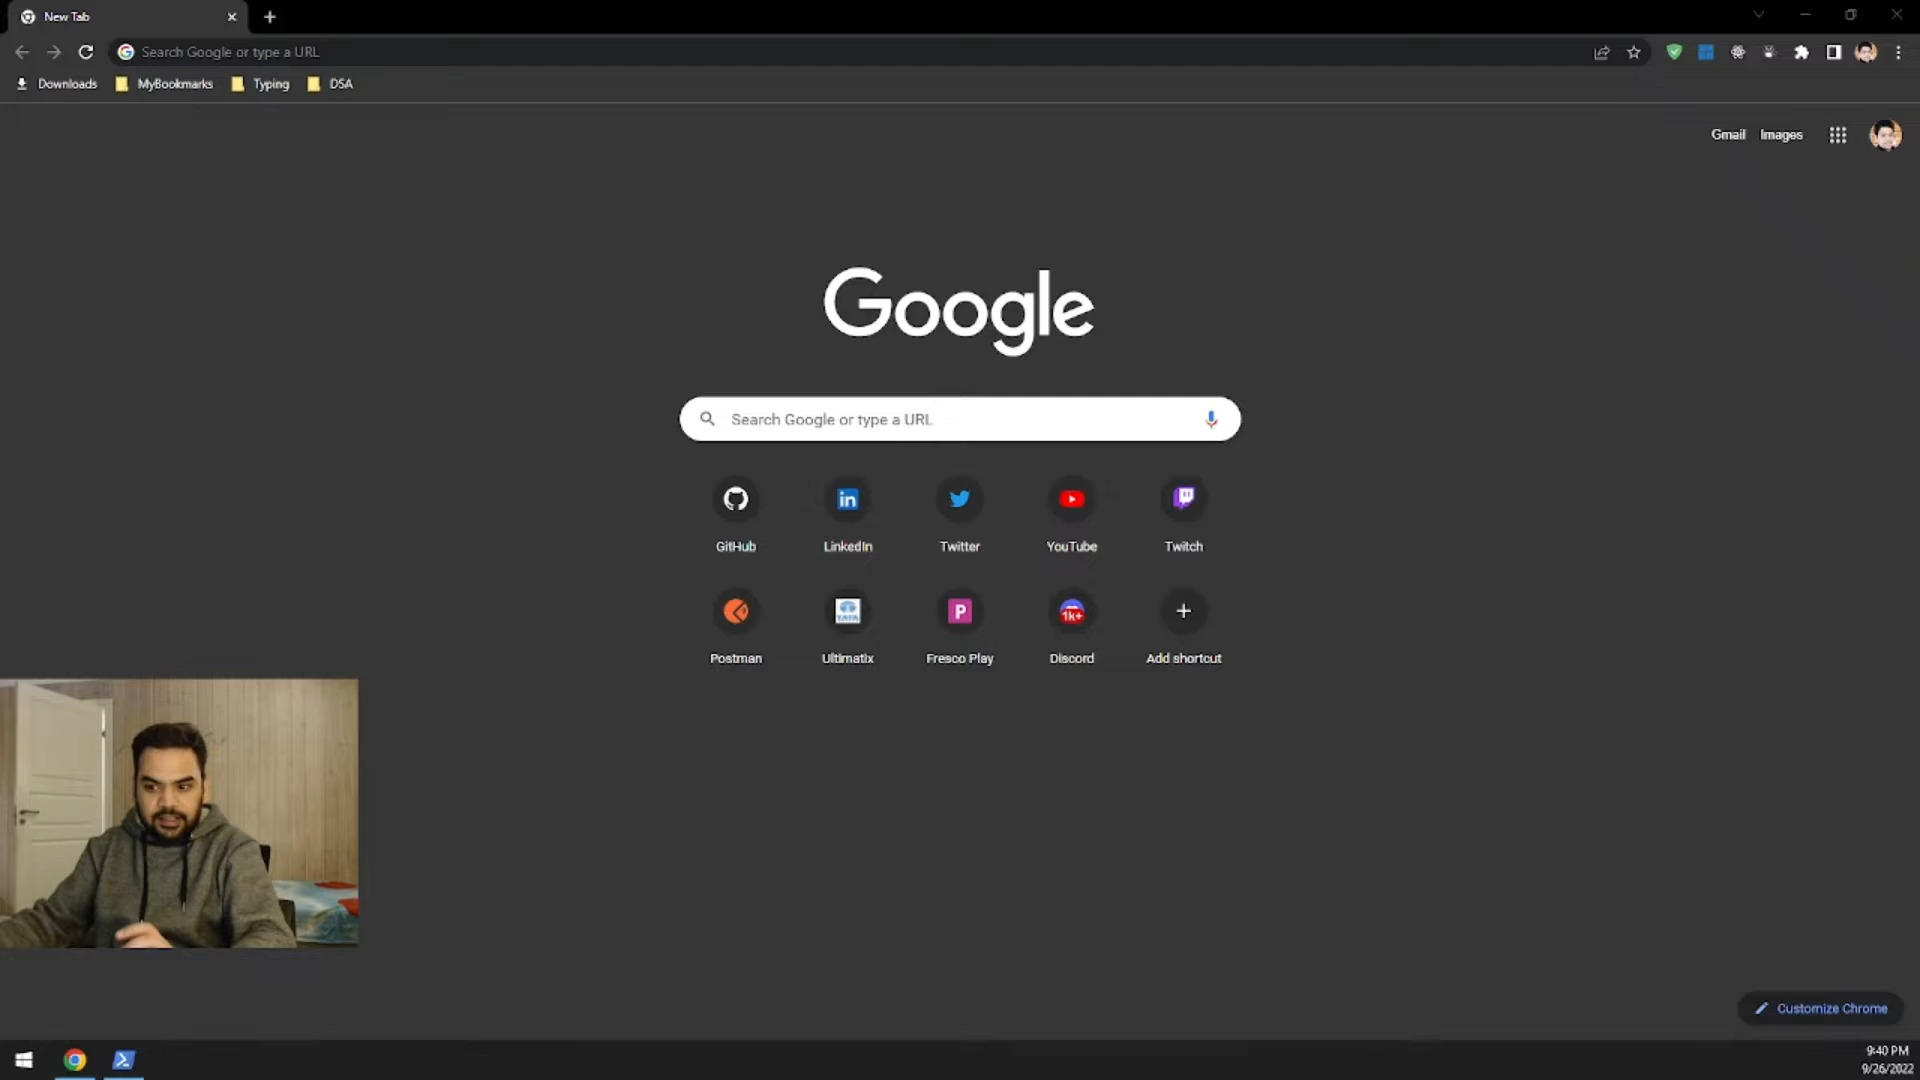 New Tab
Search Google or type a URL
Downloads
MyBookmarks
Typing
DSA
Gmail
Images
Google
Search Google or type a URL
GitHub
LinkedIn
Twitter
YouTube
Twitch
1k+
Postman
Ultimatix
Fresco Play
Discord
Add shortcut
Customize Chrome
9:40 PM
9/26/2022